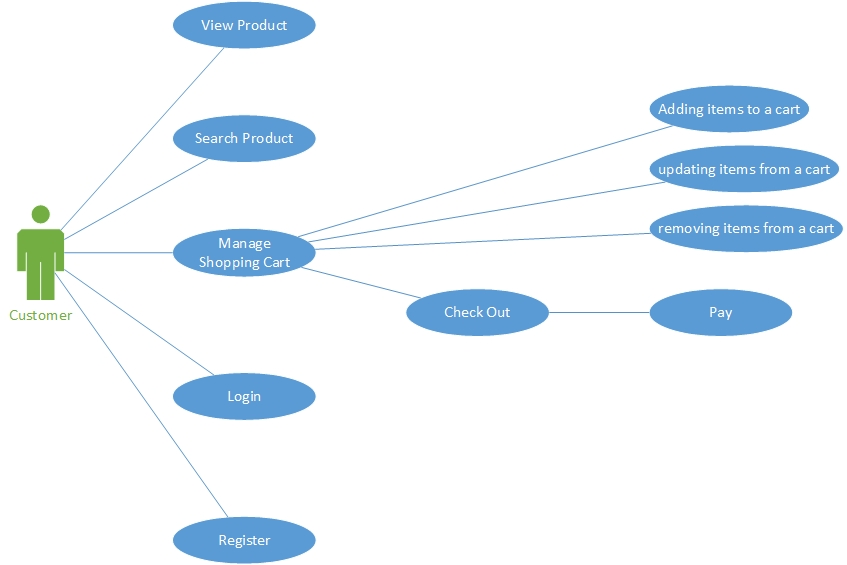 View Product
Search Product
Adding items to a cart
updating items from a cart
removing items from a cart
Manage
Shopping Cart
Customer
Check Out
Pay
Login
Register